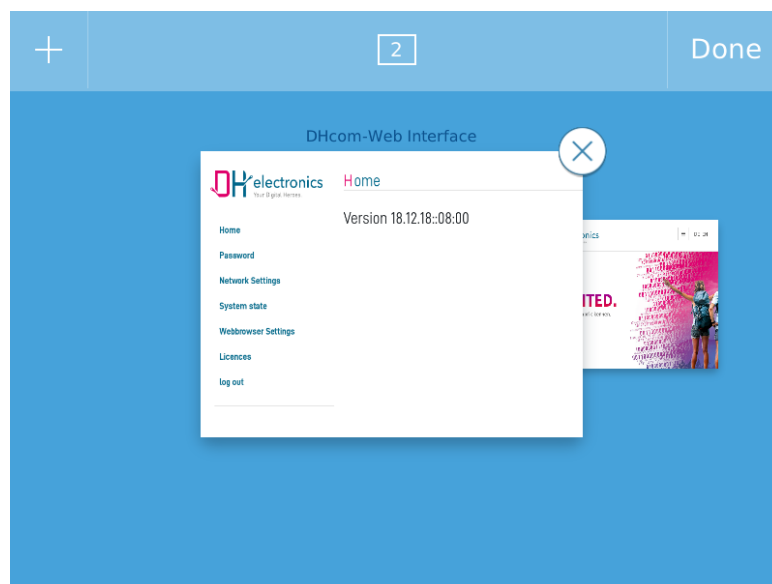 2
Done
DHcom-Web Interface
DH electronics
Your Digital Heroes.
Home
Version 18.12.18::08:00
Home
Password
Network Settings
System state
Webbrowser Settings
Licences
log out
onics
ITED.